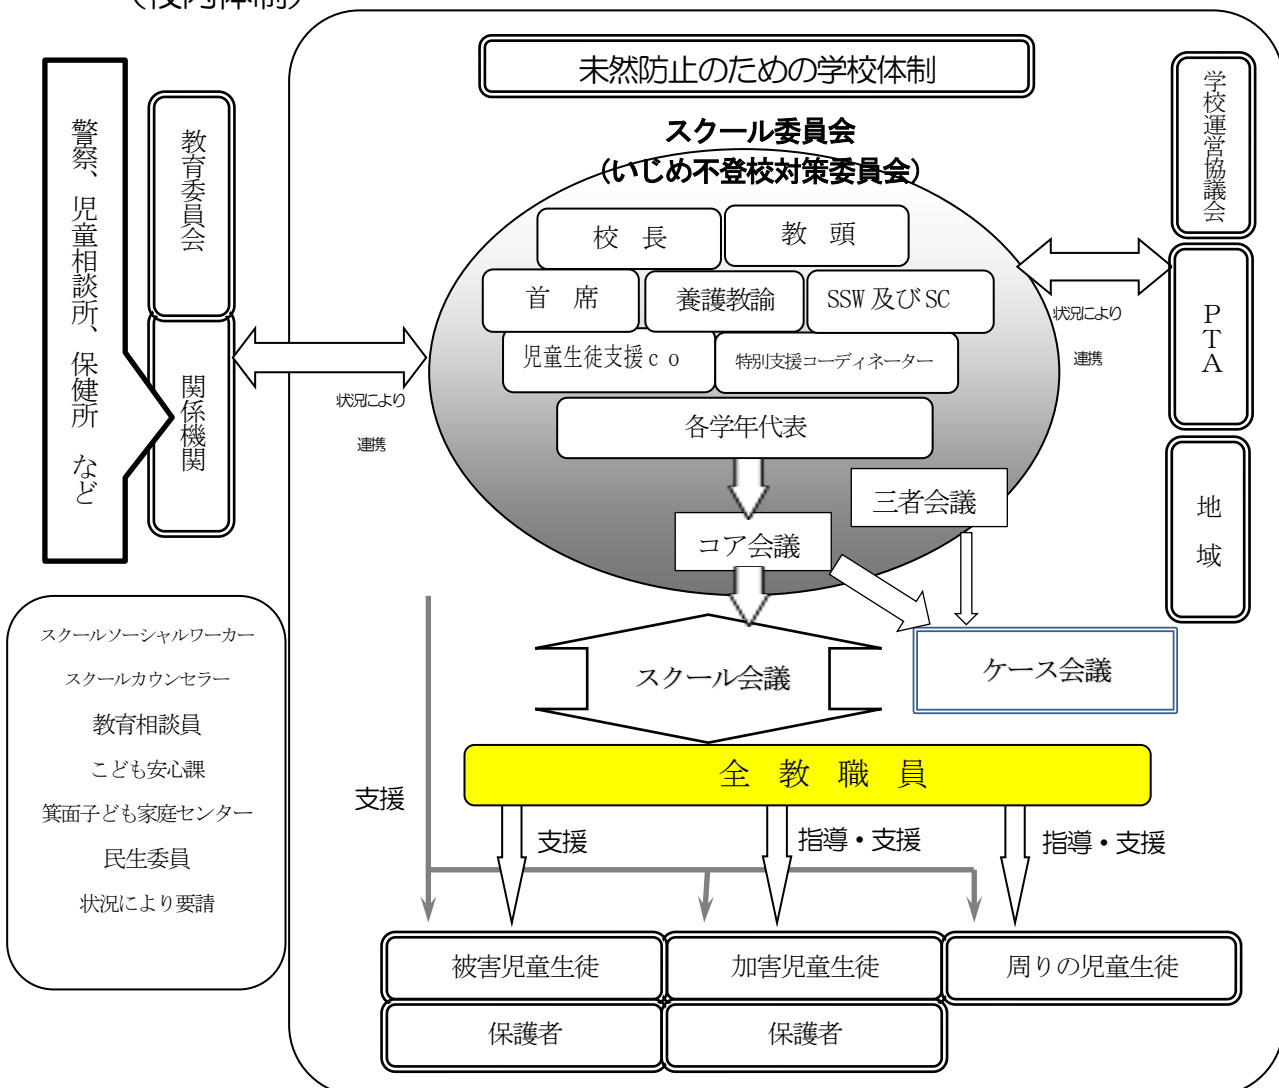 （校内体制）
未然防止のための学校体制
スクール委員会
（いじめ不登校対策委員会）
校　長
教　頭
首　席
養護教諭
SSW 及び SC
児童生徒支援ｃｏ
特別支援コーディネーター
各学年代表
三者会議
コア会議
スクール会議
ケース会議
警察、児童相談所、保健所　など
教育委員会
関係機関
状況により
連携
学校運営協議会
ＰＴＡ
地　域
状況により
連携
スクールソーシャルワーカー
スクールカウンセラー
教育相談員
こども安心課
箕面子ども家庭センター
民生委員
状況により要請
全　教　職　員
支援
支援
指導・支援
指導・支援
被害児童生徒
加害児童生徒
周りの児童生徒
保護者
保護者